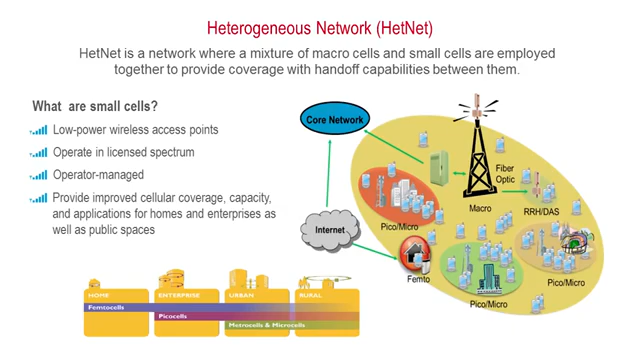 Heterogeneous Network (HetNet)
HetNet is a network where a mixture of macro cells and small cells are employed
together to provide coverage with handoff capabilities between them.
What are small cells?
Low-power wireless access points
Operate in licensed spectrum
Operator-managed
Provide improved cellular coverage, capacity,
and applications for homes and enterprises as
well as public spaces
Core Network
Fiber
Optic
Macro
RRH/DAS
Pico/Micro
Internet
Femto
Pico/Micro
Pico/Micro
HOME
ENTERPRISE
URBAN
RURAL
Femtocells
Picocells
Metrocells & Microcells